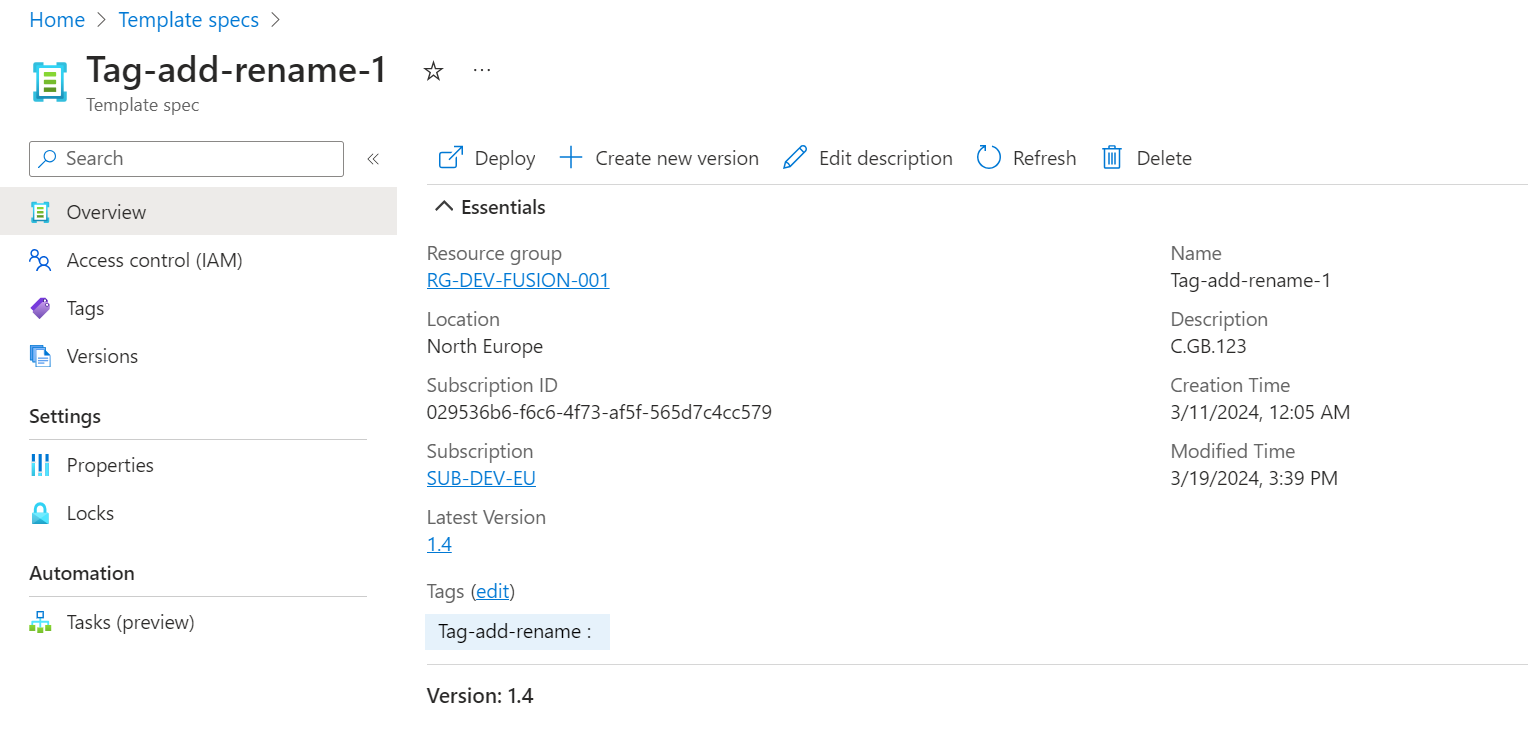 Home > Template specs >
Tag-add-rename-1
...
Template spec
Search
«
Overview
Access control (IAM)
Tags
Versions
Settings
Properties
Locks
Automation
Tasks (preview)
Deploy
Create new version
Edit description
Refresh
Delete
Essentials
Resource group
RG-DEV-FUSION-001
Location
North Europe
Subscription ID
029536b6-f6c6-4f73-af5f-565d7c4cc579
Subscription
SUB-DEV-EU
Latest Version
1.4
Name
Tag-add-rename-1
Description
C.GB.123
Creation Time
3/11/2024, 12:05 AM
Modified Time
3/19/2024, 3:39 PM
Tags (edit)
Tag-add-rename :
Version: 1.4